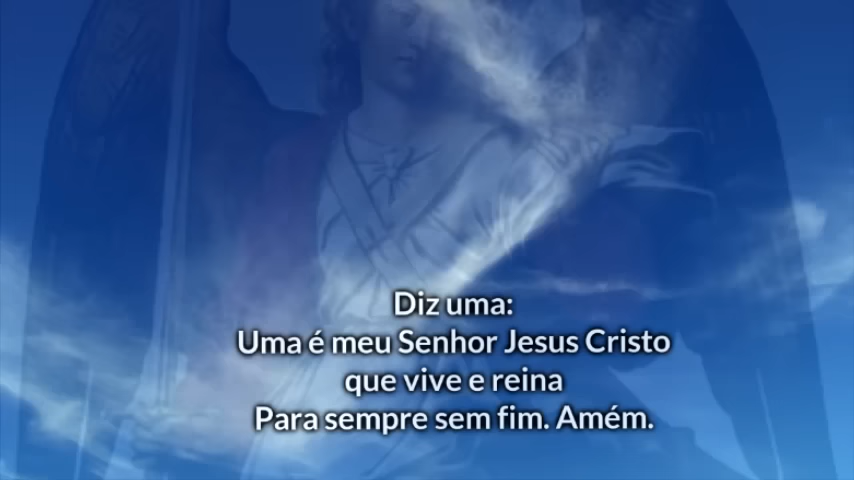 Diz uma:
Uma é meu Senhor Jesus Cristo
que vive e reina
Para sempre sem fim. Amém.